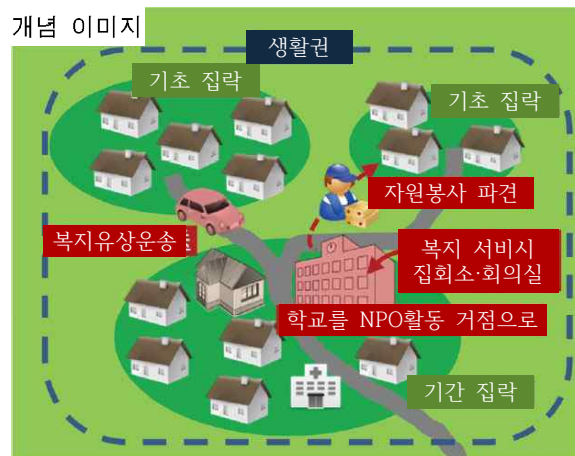 개념 이미지
생활권
기초 집락
기초 집락
자원봉사 파견
복지유상운송
복지 서비시
집회소·회의실
학교를 NPO활동 거점으로
기간 집락